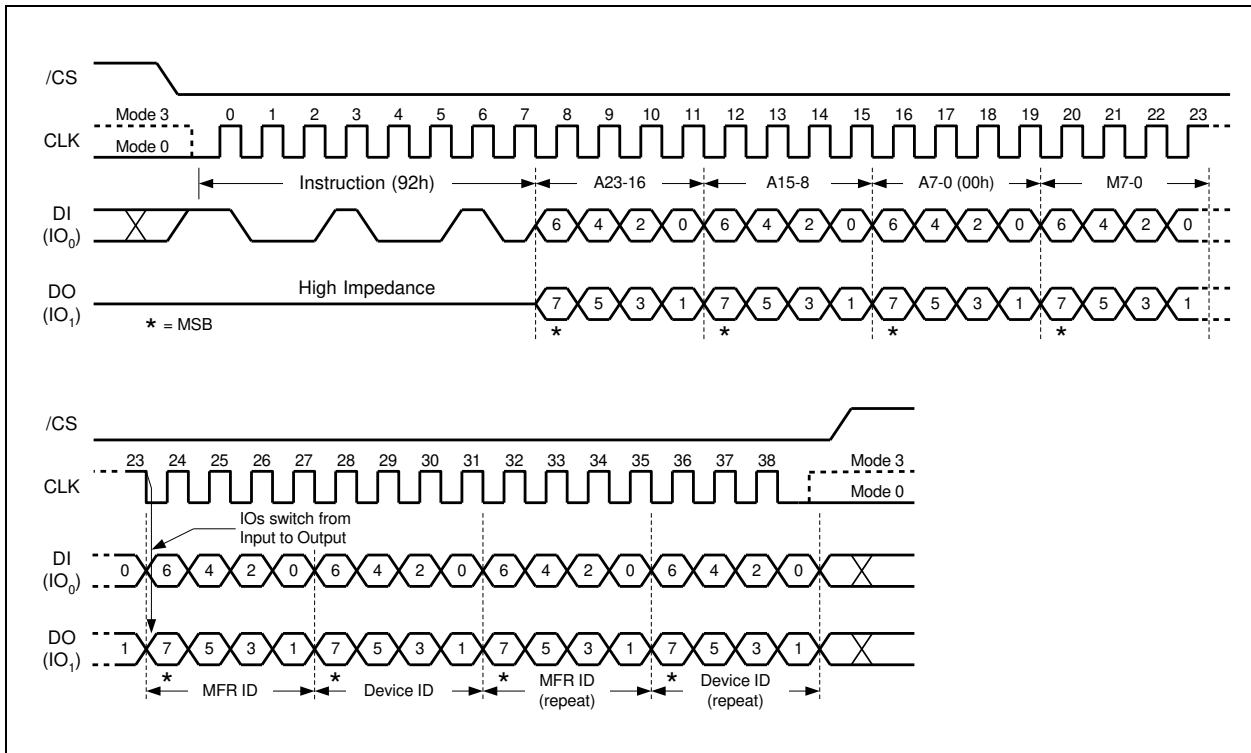 /CS
Mode 3 0 1 2 3 4 5 6 7 8 9 10 11 12 13 14 15 16 17 18 19 20 21 22 23
CLK
Mode 0
Instruction (92h) A23-16 A15-8 A7-0 (00h) M7-0
DI
(IO0)
6 4 2 0 6 4 2 0 6 4 2 0 6 4 2 0
High Impedance
DO
(IO1)
7 5 3 1 7 5 3 1 7 5 3 1 7 5 3 1
* = MSB
* * * *
/CS
23 24 25 26 27 28 29 30 31 32 33 34 35 36 37 38 Mode 3
CLK
Mode 0
IOs switch from
Input to Output
DI
(IO0)
0 6 4 2 0 6 4 2 0 6 4 2 0 6 4 2 0
DO
(IO1)
1 7 5 3 1 7 5 3 1 7 5 3 1 7 5 3 1
* * * *
MFR ID Device ID MFR ID
(repeat)
Device ID
(repeat)